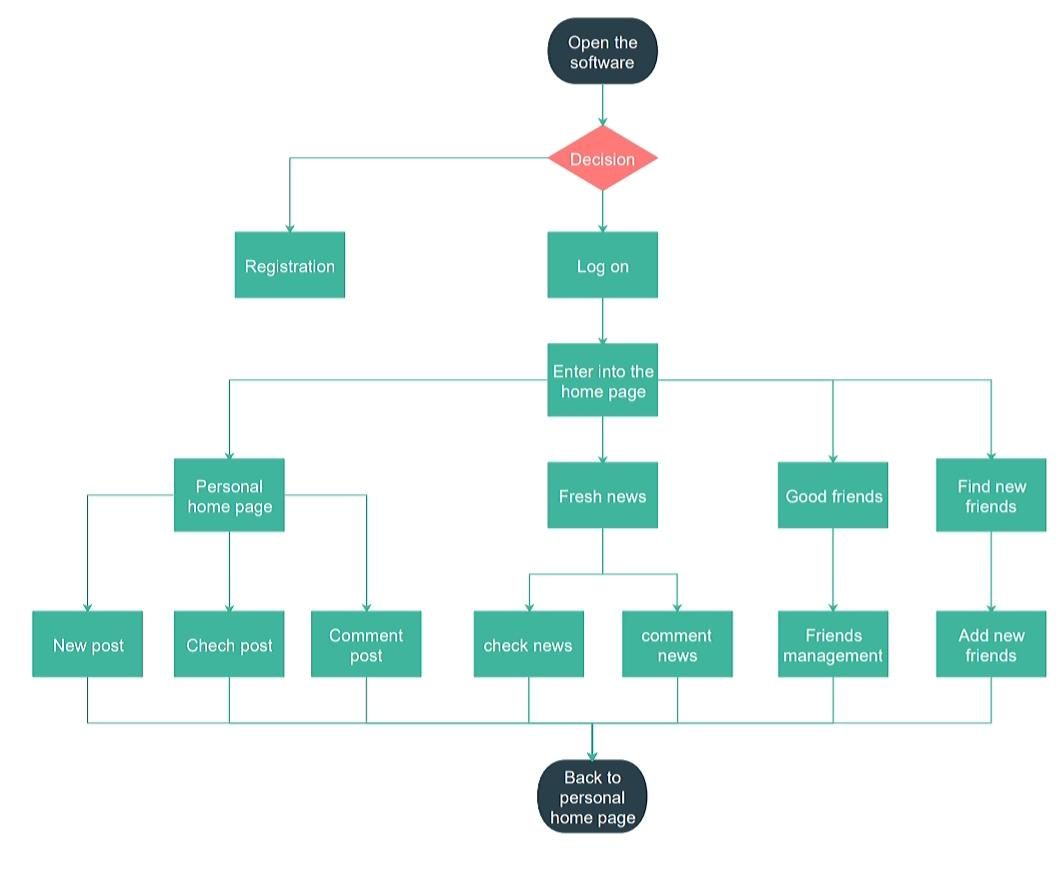 Open the
software
Decision
Registration
Log on
Enter into the
home page
Personal
home page
Fresh news
Good friends
Find new
friends
New post
Chech post
Comment
post
check news
comment
news
Friends
management
Add new
friends
Back to
personal
home page